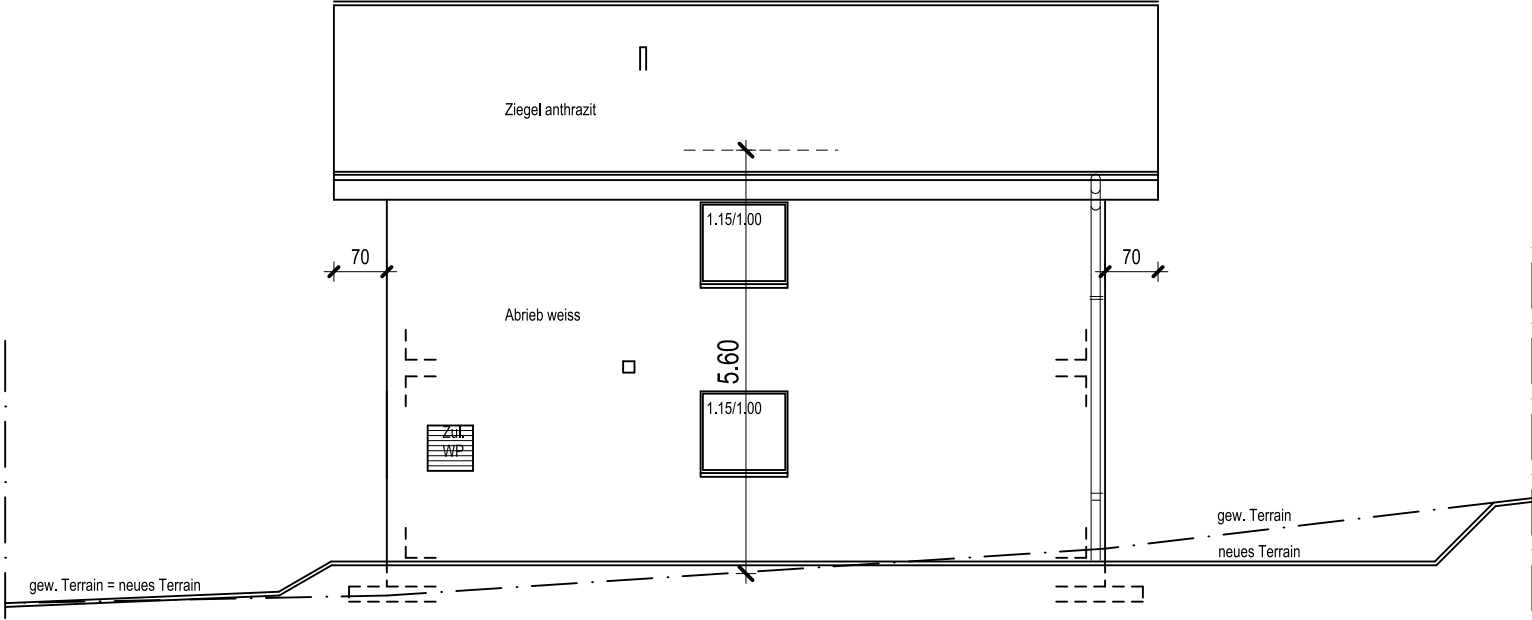 Ziegel anthrazit
1.15/1.00
70
70
Abrieb weiss
5.60
1.15/1.00
Zul.
WP
gew. Terrain
neues Terrain
gew. Terrain = neues Terrain